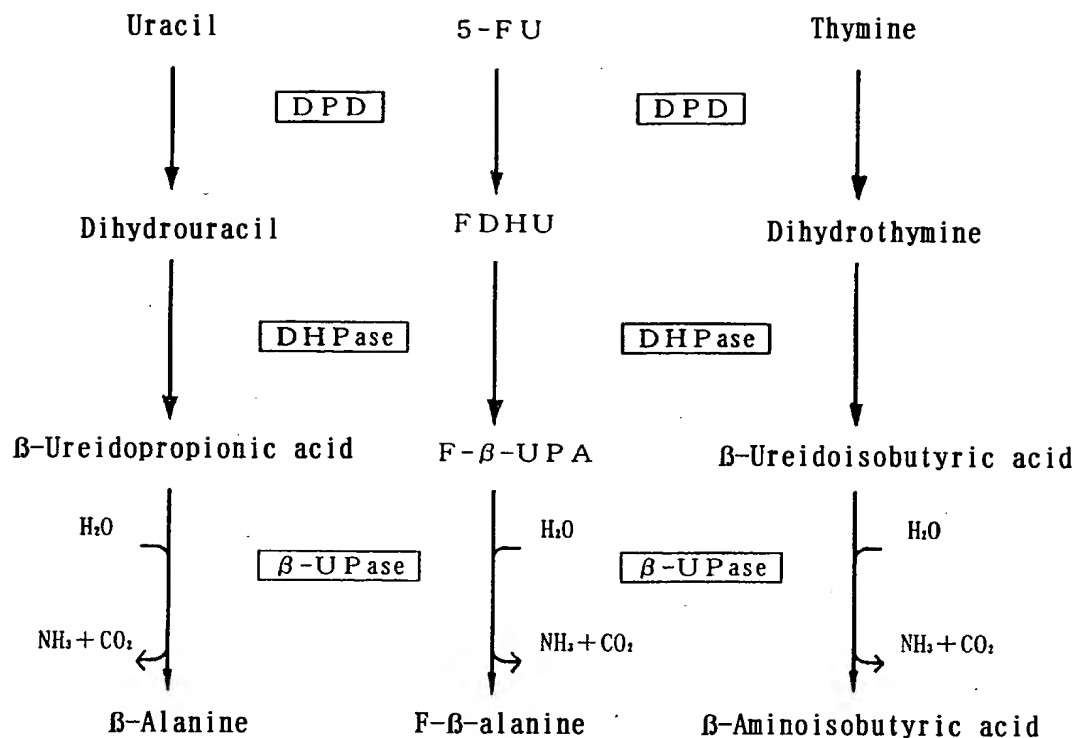 Uracil 5-FU Thymine
DPD DPD
Dihydrouracil FDHU Dihydrothymine
DHPase DHPase
ß-Ureidopropionic acid F-β-UPA ß-Ureidoisobutyric acid
H₂O H₂O H₂O
β-UPase β-UPase
NH₃+CO₂ NH₃+CO₂ NH₃+CO₂
ß-Alanine F-ß-alanine ß-Aminoisobutyric acid